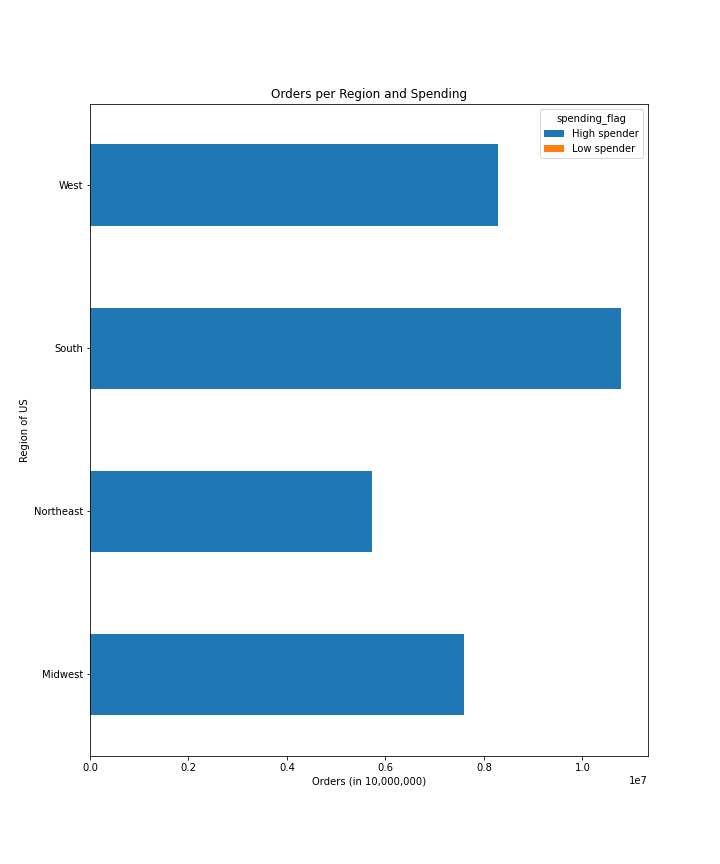 Orders per Region and Spending
spending_flag
High spender
Low spender
West
South
Northeast
Midwest
Region of US
0.0 0.2 0.4 0.6 0.8 1.0
1e7
Orders (in 10,000,000)